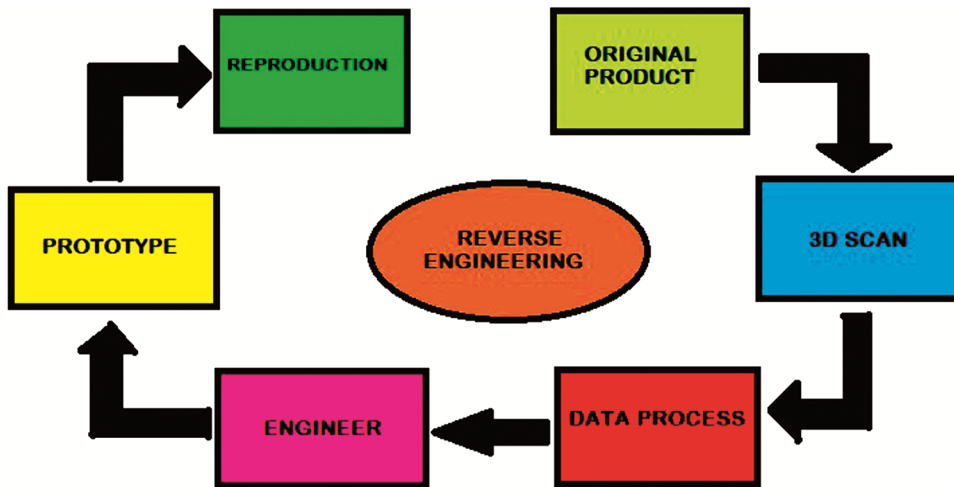 REPRODUCTION
ORIGINAL
PRODUCT
PROTOTYPE
REVERSE
ENGINEERING
3D SCAN
ENGINEER
DATA PROCESS